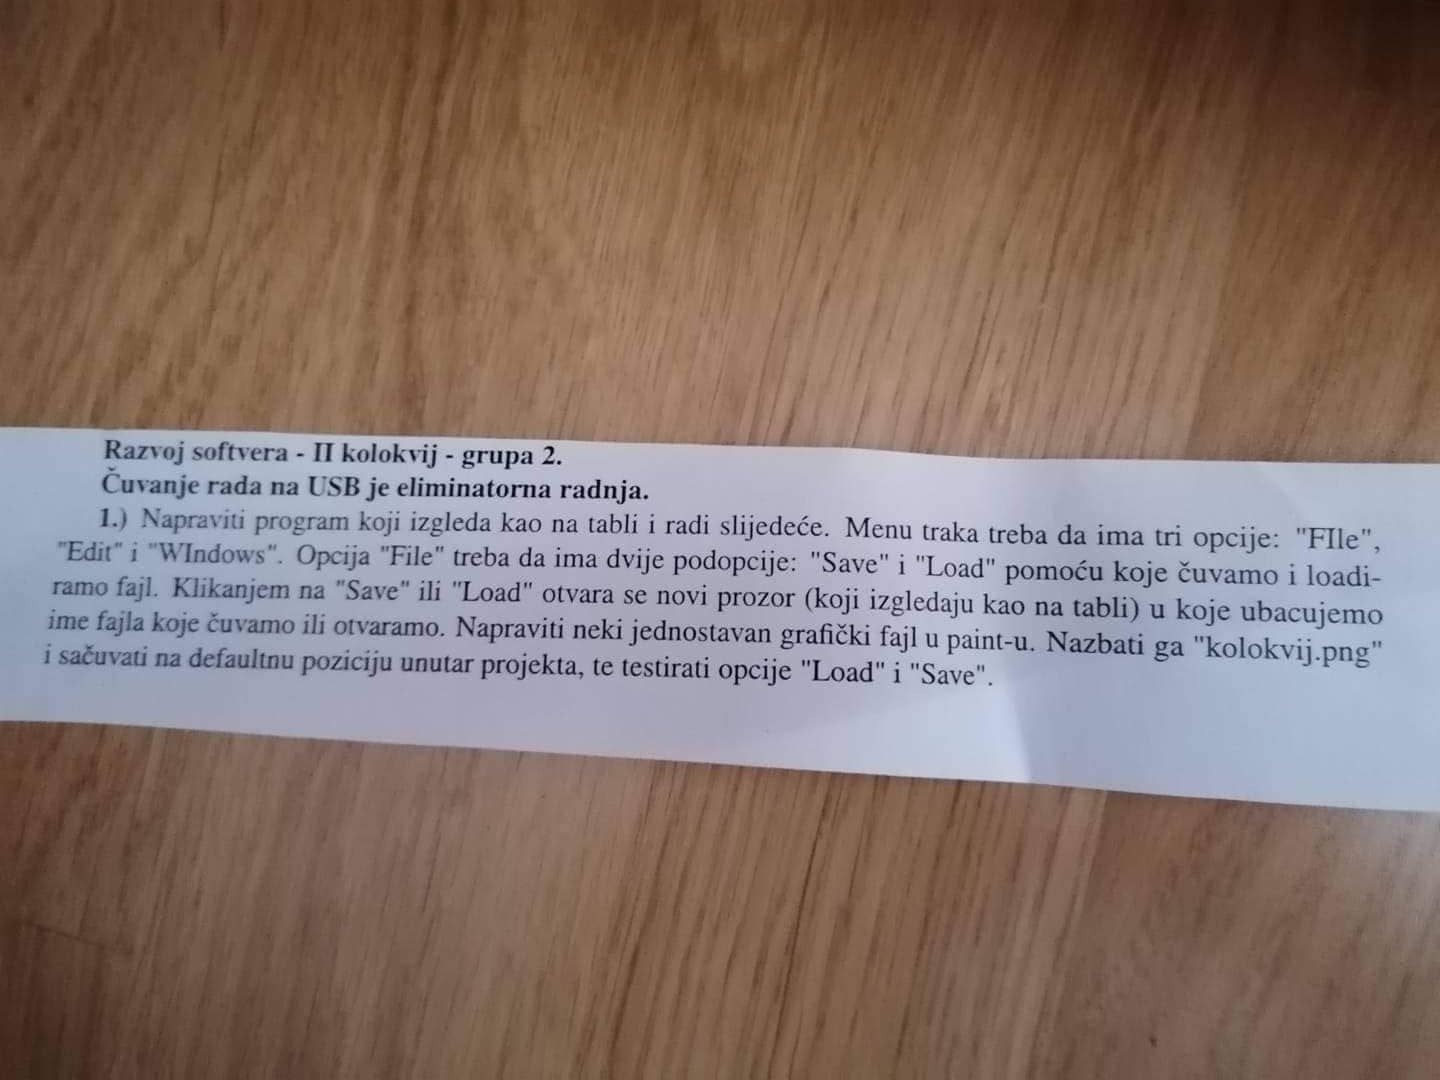 Razvoj softvera - II kolokvij - grupa 2.
Čuvanje rada na USB je eliminatorna radnja.
1.) Napraviti program koji izgleda kao na tabli i radi slijedeće. Menu traka treba da ima tri opcije: "FIle",
"Edit" i "WIndows". Opcija "File" treba da ima dvije podopcije: "Save" i "Load" pomoću koje čuvamo i loadi-
ramo fajl. Klikanjem na "Save" ili "Load" otvara se novi prozor (koji izgledaju kao na tabli) u koje ubacujemo
ime fajla koje čuvamo ili otvaramo. Napraviti neki jednostavan grafički fajl u paint-u. Nazbati ga "kolokvij.png"
i sačuvati na defaultnu poziciju unutar projekta, te testirati opcije "Load" i "Save".